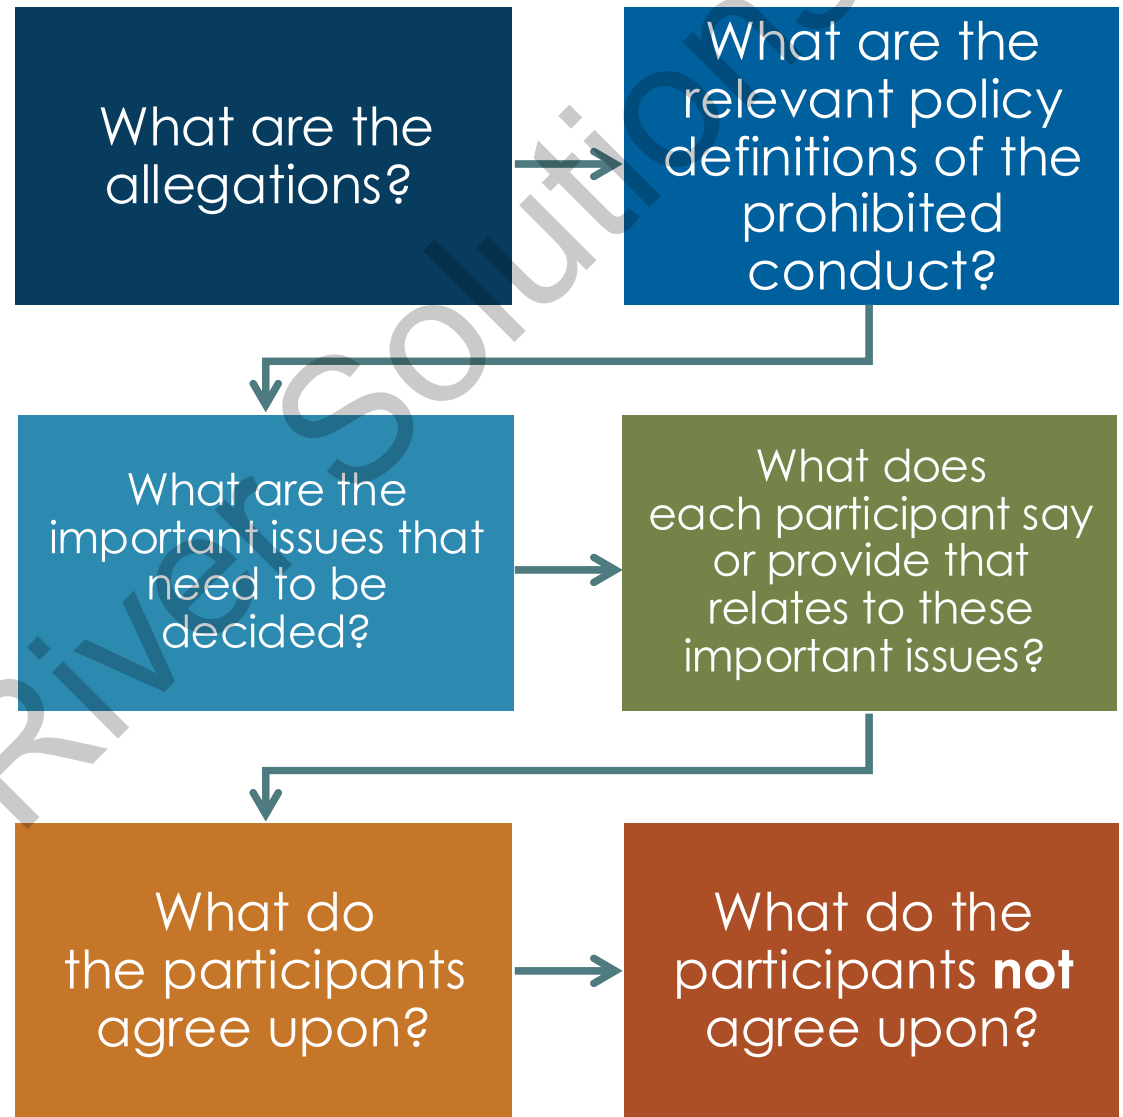 What are the
allegations?
What are the
relevant policy
definitions of the
prohibited
conduct?
What are the
important issues that
need to be
decided?
What does
each participant say
or provide that
relates to these
important issues?
What do
the participants
agree upon?
What do the
participants not
agree upon?
River Solutions